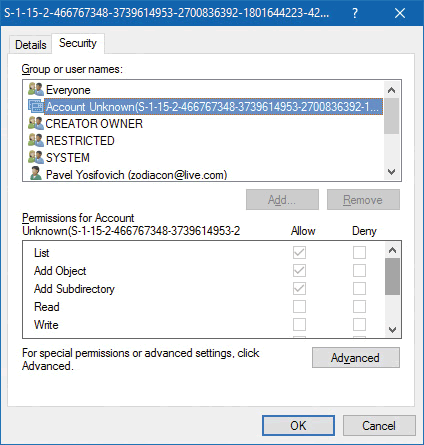 S-1-15-2-466767348-3739614953-2700836392-1801644223-42...
Details
Security
Group or user names:
Everyone
Account Unknown(S-1-15-2-466767348-3739614953-2700836392-1...
CREATOR OWNER
RESTRICTED
SYSTEM
Pavel Yosifovich (zodiacon@live.com)
Add...
Remove
Permissions for Account
Unknown(S-1-15-2-466767348-3739614953-2
Allow
Deny
List
Add Object
Add Subdirectory
Read
Write
For special permissions or advanced settings, click
Advanced.
Advanced
OK
Cancel